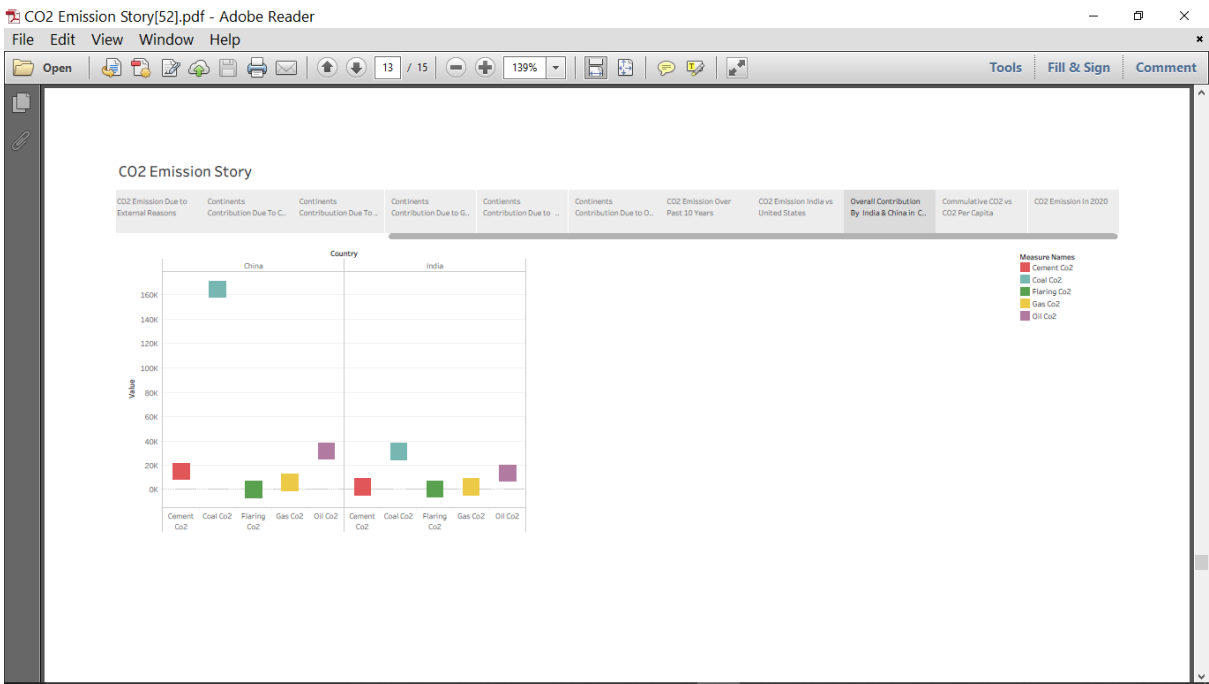 CO2 Emission Story[52].pdf - Adobe Reader
File Edit View Window Help
Open 13 / 15 139% Tools Fill & Sign Comment
CO2 Emission Story
CO2 Emission Due to
External Reasons
Continents
Contribution Due To C..
Continents
Contribuution Due To ..
Continents
Contribution Due to G..
Contiennts
Contribution Due to ..
Continents
Contribution Due to O..
CO2 Emission Over
Past 10 Years
CO2 Emission India vs
United States
Overall Contribution
By India & China in C..
Commulative CO2 vs
CO2 Per Capita
CO2 Emission In 2020
Country
China India
160K
140K
120K
100K
80K
60K
40K
20K
0K
Value
Cement Co2
Coal Co2
Flaring Co2
Gas Co2
Oil Co2
Cement Co2
Coal Co2
Flaring Co2
Gas Co2
Oil Co2
Measure Names
Cement Co2
Coal Co2
Flaring Co2
Gas Co2
Oil Co2